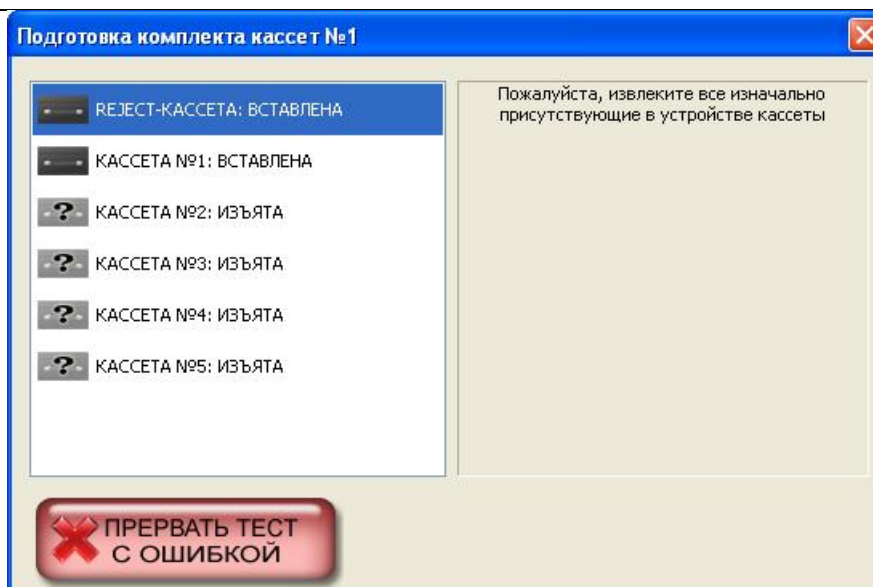 Подготовка комплекта кассет №1
REJECT-КАССЕТА: ВСТАВЛЕНА
КАССЕТА №1: ВСТАВЛЕНА
КАССЕТА №2: ИЗЪЯТА
КАССЕТА №3: ИЗЪЯТА
КАССЕТА №4: ИЗЪЯТА
КАССЕТА №5: ИЗЪЯТА
Пожалуйста, извлеките все изначально
присутствующие в устройстве кассеты
ПРЕРВАТЬ ТЕСТ
С ОШИБКОЙ